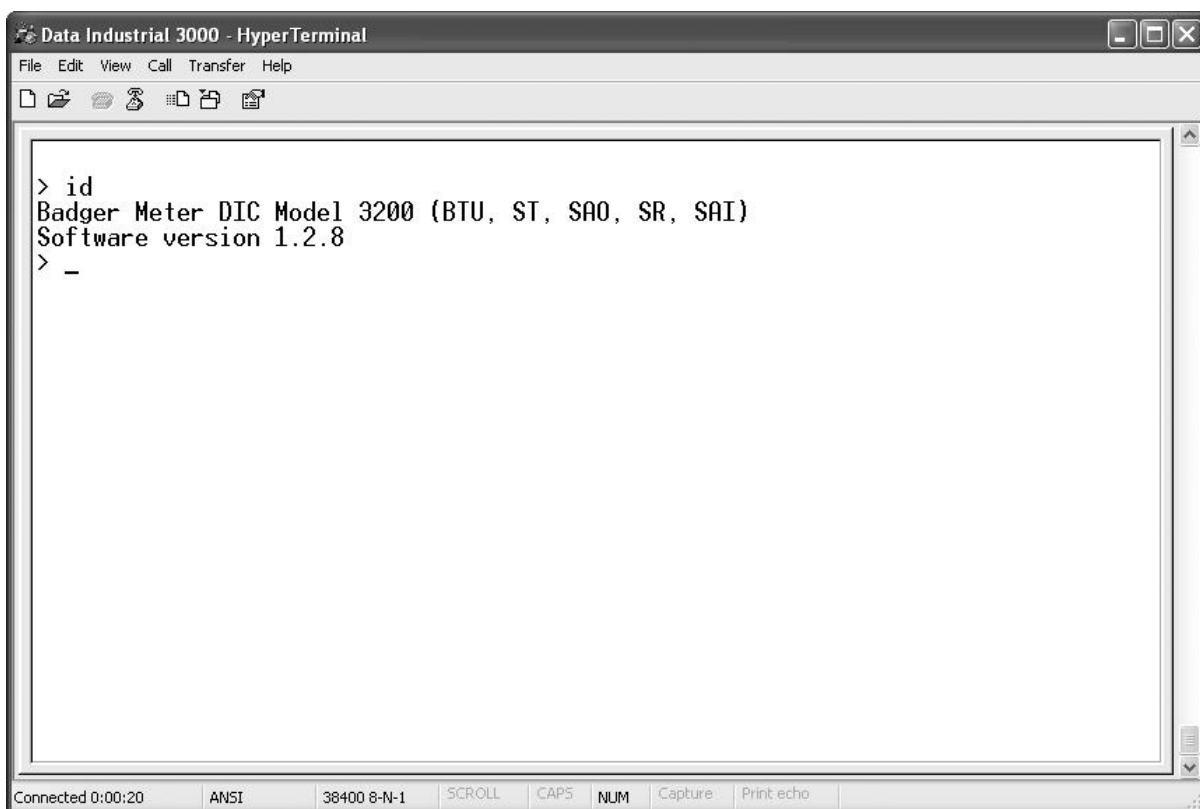 Data Industrial 3000 - HyperTerminal
File Edit View Call Transfer Help
> id
Badger Meter DIC Model 3200 (BTU, ST, SAO, SR, SAI)
Software version 1.2.8
> _
Connected 0:00:20 ANSI 38400 8-N-1 SCROLL CAPS NUM Capture Print echo